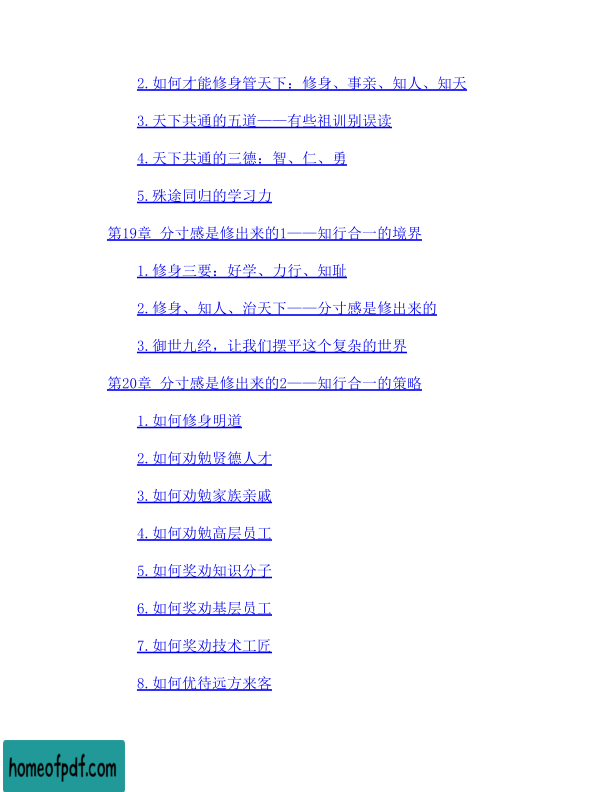 2.如何才能修身管天下：修身、事亲、知人、知天
3.天下共通的五道——有些祖训别误读
4.天下共通的三德：智、仁、勇
5.殊途同归的学习力
第19章 分寸感是修出来的1——知行合一的境界
1.修身三要：好学、力行、知耻
2.修身、知人、治天下——分寸感是修出来的
3.御世九经，让我们摆平这个复杂的世界
第20章 分寸感是修出来的2——知行合一的策略
1.如何修身明道
2.如何劝勉贤德人才
3.如何劝勉家族亲戚
4.如何劝勉高层员工
5.如何奖劝知识分子
6.如何奖劝基层员工
7.如何奖劝技术工匠
8.如何优待远方来客
homeofpdf.com